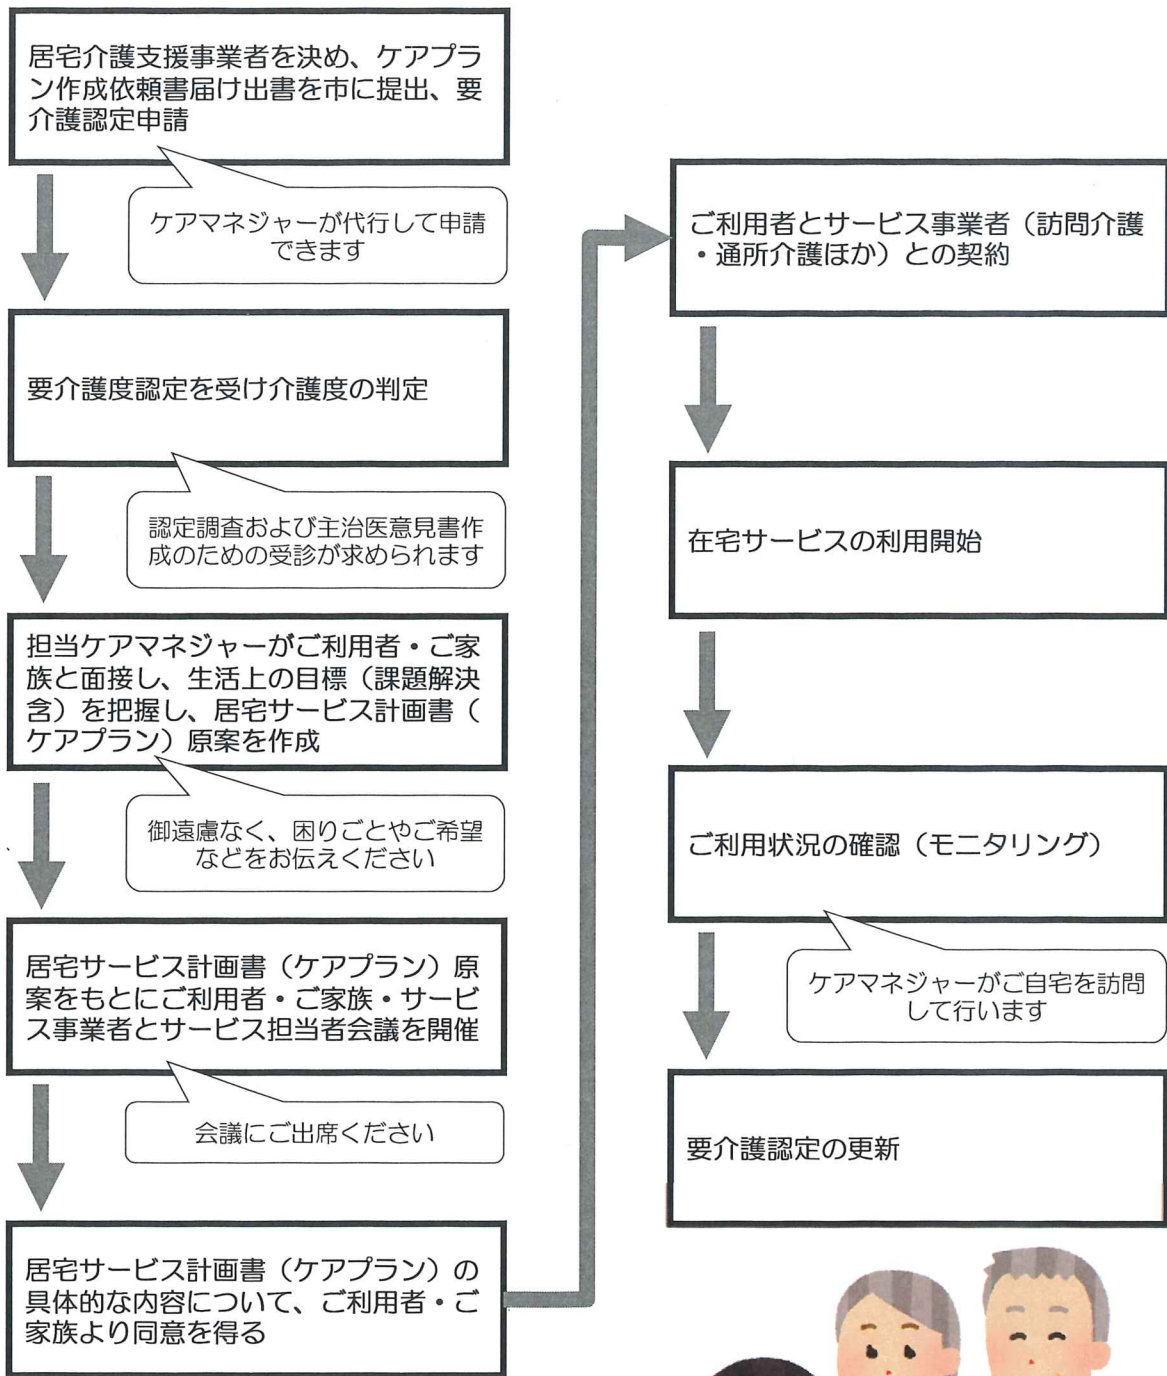 居宅介護支援事業者を決め、ケアプラ
ン作成依頼書届け出書を市に提出、要
介護認定申請
ケアマネジャーが代行して申請
できます
要介護度認定を受け介護度の判定
認定調査および主治医意見書作
成のための受診が求められます
担当ケアマネジャーがご利用者・ご家
族と面接し、生活上の目標（課題解決
含）を把握し、居宅サービス計画書（
ケアプラン）原案を作成
御遠慮なく、困りごとやご希望
などをお伝えください
居宅サービス計画書（ケアプラン）原
案をもとにご利用者・ご家族・サービ
ス事業者とサービス担当者会議を開催
会議にご出席ください
居宅サービス計画書（ケアプラン）の
具体的な内容について、ご利用者・ご
家族より同意を得る
ご利用者とサービス事業者（訪問介護
・通所介護ほか）との契約
在宅サービスの利用開始
ご利用状況の確認（モニタリング）
ケアマネジャーがご自宅を訪問
して行います
要介護認定の更新